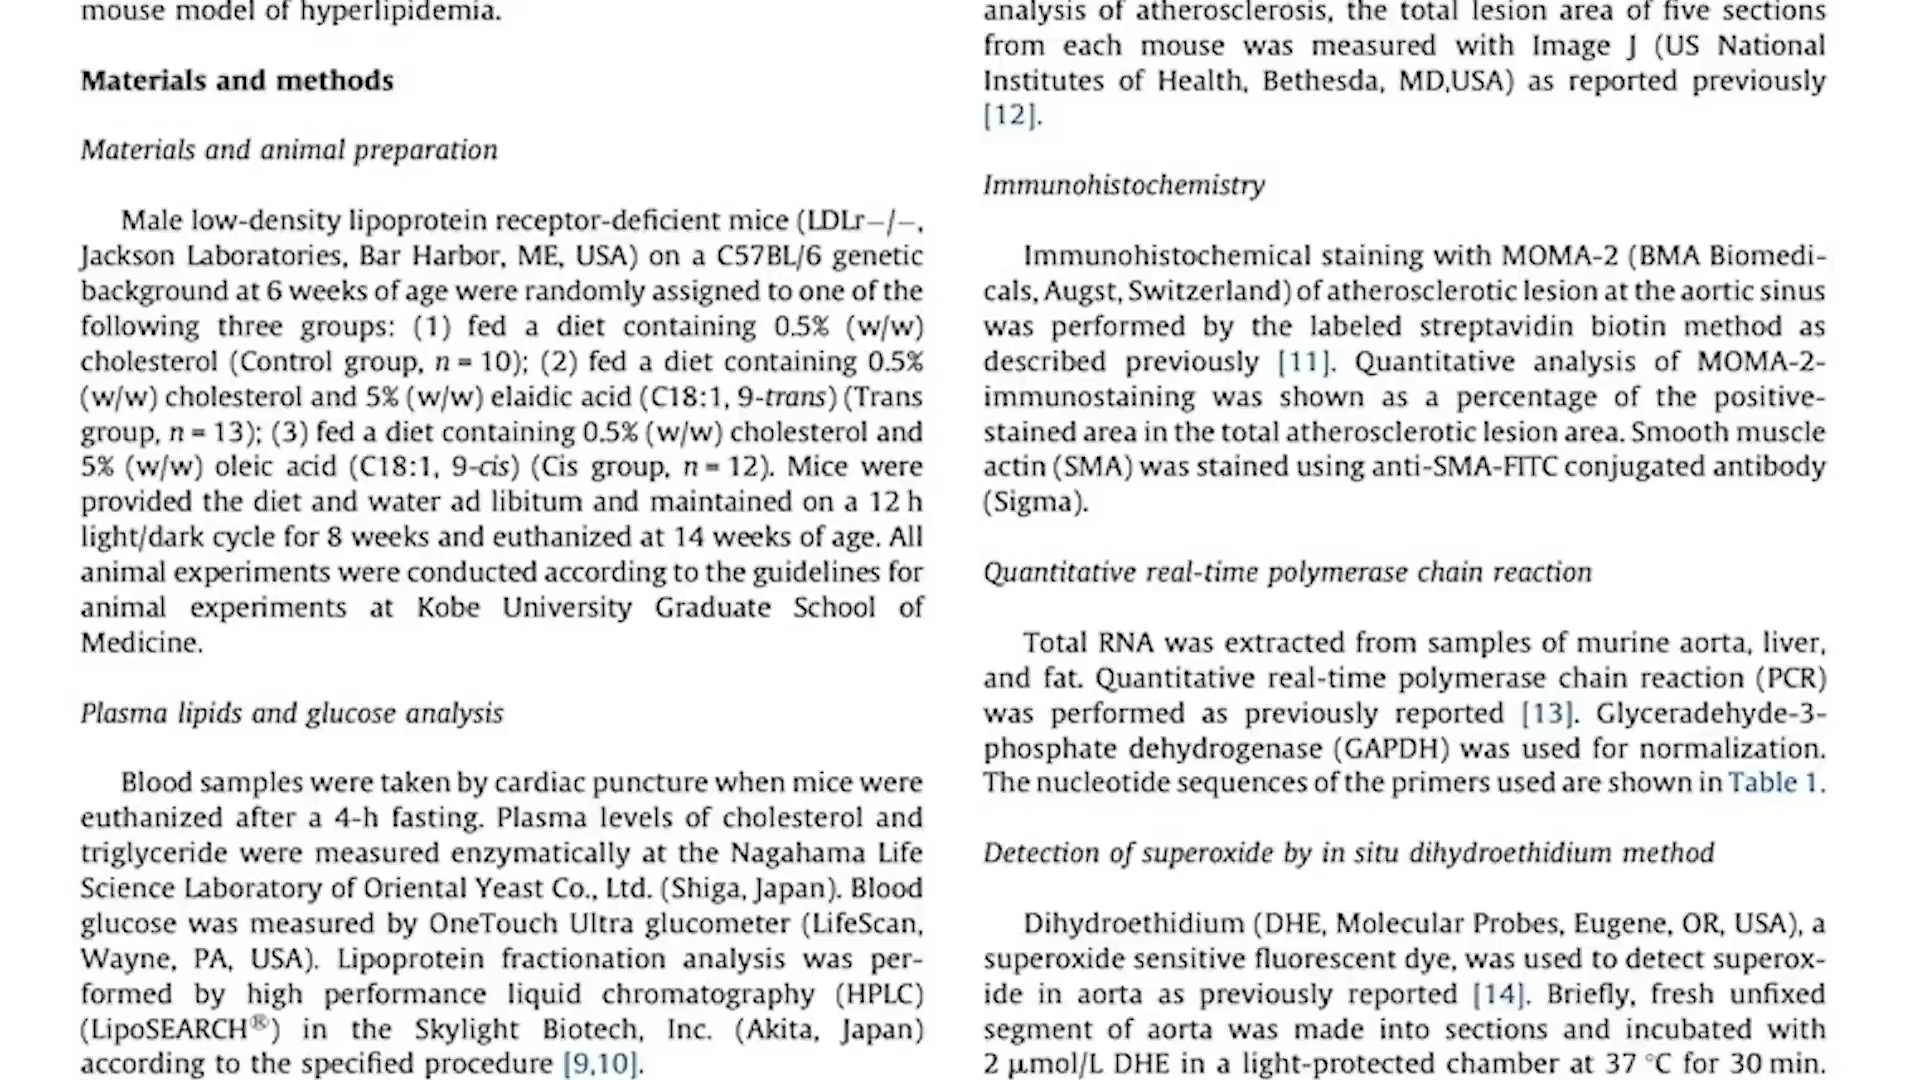 mouse model of hyperlipidemia.
Materials and methods
Materials and animal preparation
Male low-density lipoprotein receptor-deficient mice (LDLr−/−,
Jackson Laboratories, Bar Harbor, ME, USA) on a C57BL/6 genetic
background at 6 weeks of age were randomly assigned to one of the
following three groups: (1) fed a diet containing 0.5% (w/w)
cholesterol (Control group, n = 10); (2) fed a diet containing 0.5%
(w/w) cholesterol and 5% (w/w) elaidic acid (C18:1, 9-trans) (Trans
group, n = 13); (3) fed a diet containing 0.5% (w/w) cholesterol and
5% (w/w) oleic acid (C18:1, 9-cis) (Cis group, n = 12). Mice were
provided the diet and water ad libitum and maintained on a 12 h
light/dark cycle for 8 weeks and euthanized at 14 weeks of age. All
animal experiments were conducted according to the guidelines for
animal experiments at Kobe University Graduate School of
Medicine.
Plasma lipids and glucose analysis
Blood samples were taken by cardiac puncture when mice were
euthanized after a 4-h fasting. Plasma levels of cholesterol and
triglyceride were measured enzymatically at the Nagahama Life
Science Laboratory of Oriental Yeast Co., Ltd. (Shiga, Japan). Blood
glucose was measured by OneTouch Ultra glucometer (LifeScan,
Wayne, PA, USA). Lipoprotein fractionation analysis was per-
formed by high performance liquid chromatography (HPLC)
(LipoSEARCH®) in the Skylight Biotech, Inc. (Akita, Japan)
according to the specified procedure [9,10].
analysis of atherosclerosis, the total lesion area of five sections
from each mouse was measured with Image J (US National
Institutes of Health, Bethesda, MD,USA) as reported previously
[12].
Immunohistochemistry
Immunohistochemical staining with MOMA-2 (BMA Biomedi-
cals, Augst, Switzerland) of atherosclerotic lesion at the aortic sinus
was performed by the labeled streptavidin biotin method as
described previously [11]. Quantitative analysis of MOMA-2-
immunostaining was shown as a percentage of the positive-
stained area in the total atherosclerotic lesion area. Smooth muscle
actin (SMA) was stained using anti-SMA-FITC conjugated antibody
(Sigma).
Quantitative real-time polymerase chain reaction
Total RNA was extracted from samples of murine aorta, liver,
and fat. Quantitative real-time polymerase chain reaction (PCR)
was performed as previously reported [13]. Glyceradehyde-3-
phosphate dehydrogenase (GAPDH) was used for normalization.
The nucleotide sequences of the primers used are shown in Table 1.
Detection of superoxide by in situ dihydroethidium method
Dihydroethidium (DHE, Molecular Probes, Eugene, OR, USA), a
superoxide sensitive fluorescent dye, was used to detect superox-
ide in aorta as previously reported [14]. Briefly, fresh unfixed
segment of aorta was made into sections and incubated with
2 μmol/L DHE in a light-protected chamber at 37 °C for 30 min.